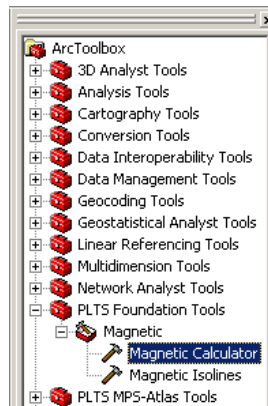 ArcToolbox
3D Analyst Tools
Analysis Tools
Cartography Tools
Conversion Tools
Data Interoperability Tools
Data Management Tools
Geocoding Tools
Geostatistical Analyst Tools
Linear Referencing Tools
Multidimension Tools
Network Analyst Tools
PLTS Foundation Tools
Magnetic
Magnetic Calculator
Magnetic Isolines
PLTS MPS-Atlas Tools